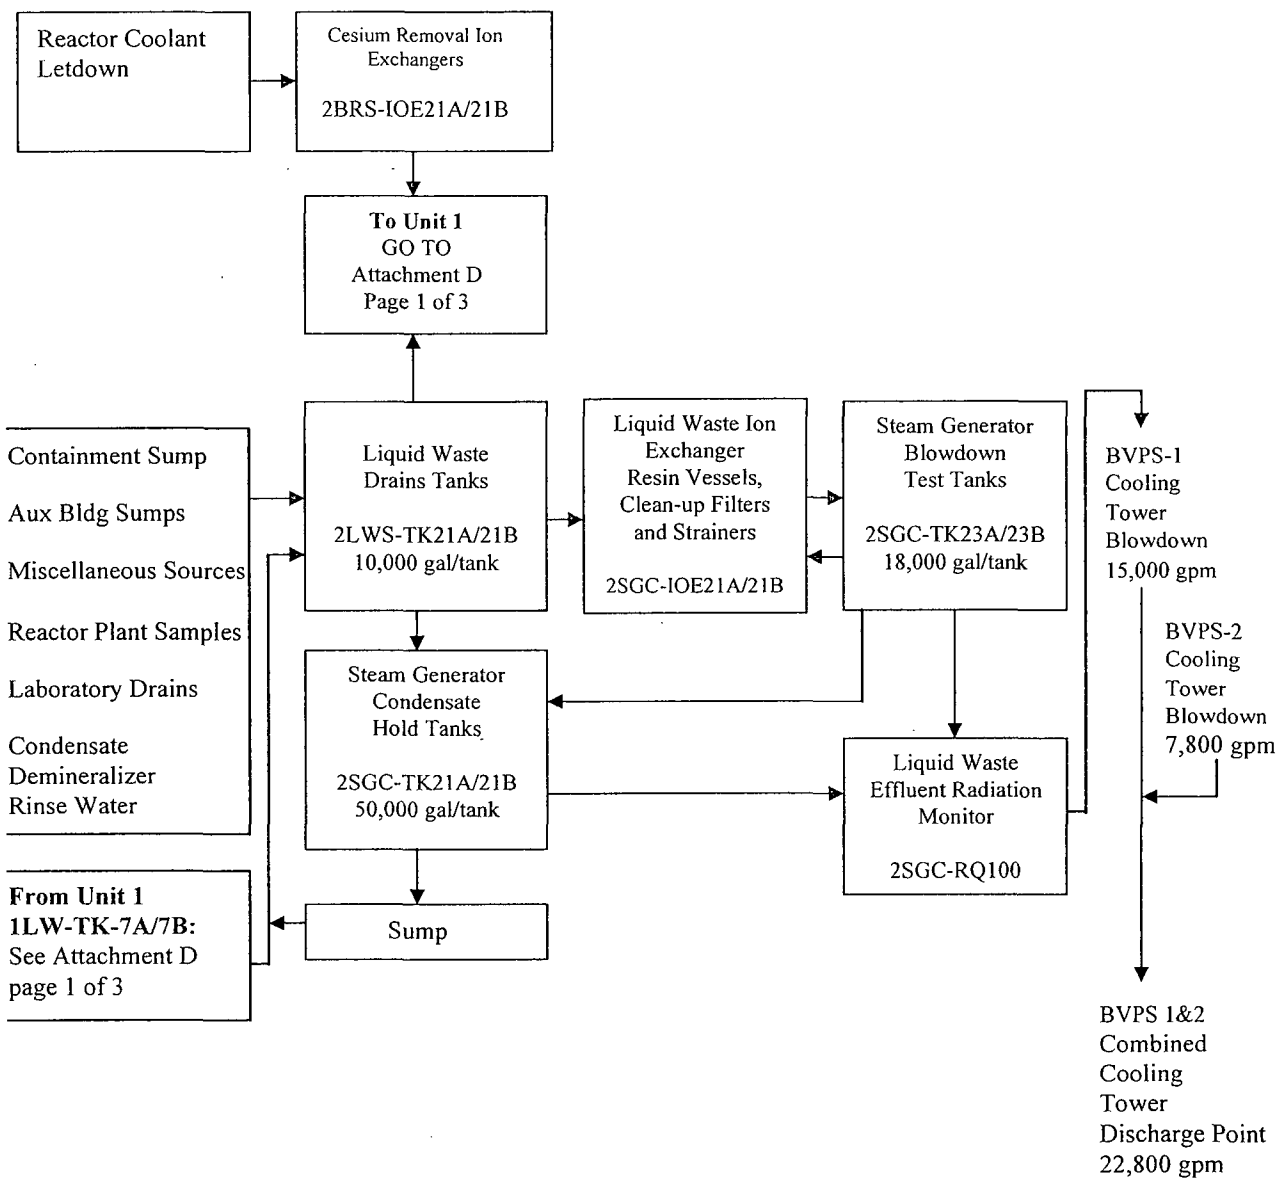 Reactor Coolant
Letdown
Cesium Removal Ion
Exchangers
2BRS-IOE21A/21B
To Unit 1
GO TO
Attachment D
Page 1 of 3
Containment Sump
Aux Bldg Sumps
Miscellaneous Sources
Reactor Plant Samples
Laboratory Drains
Condensate
Demineralizer
Rinse Water
Liquid Waste
Drains Tanks
2LWS-TK21A/21B
10,000 gal/tank
Liquid Waste Ion
Exchanger
Resin Vessels,
Clean-up Filters
and Strainers
2SGC-IOE21A/21B
Steam Generator
Blowdown
Test Tanks
2SGC-TK23A/23B
18,000 gal/tank
BVPS-1
Cooling
Tower
Blowdown
15,000 gpm
BVPS-2
Cooling
Tower
Blowdown
7,800 gpm
Steam Generator
Condensate
Hold Tanks
2SGC-TK21A/21B
50,000 gal/tank
Liquid Waste
Effluent Radiation
Monitor
2SGC-RQ100
From Unit 1
1LW-TK-7A/7B:
See Attachment D
page 1 of 3
Sump
BVPS 1&2
Combined
Cooling
Tower
Discharge Point
22,800 gpm